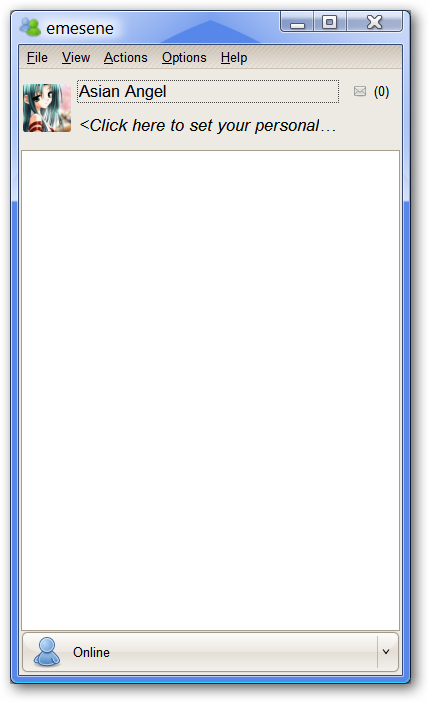 emesene
File View Actions Options Help
Asian Angel
(0)
<Click here to set your personal...
Online